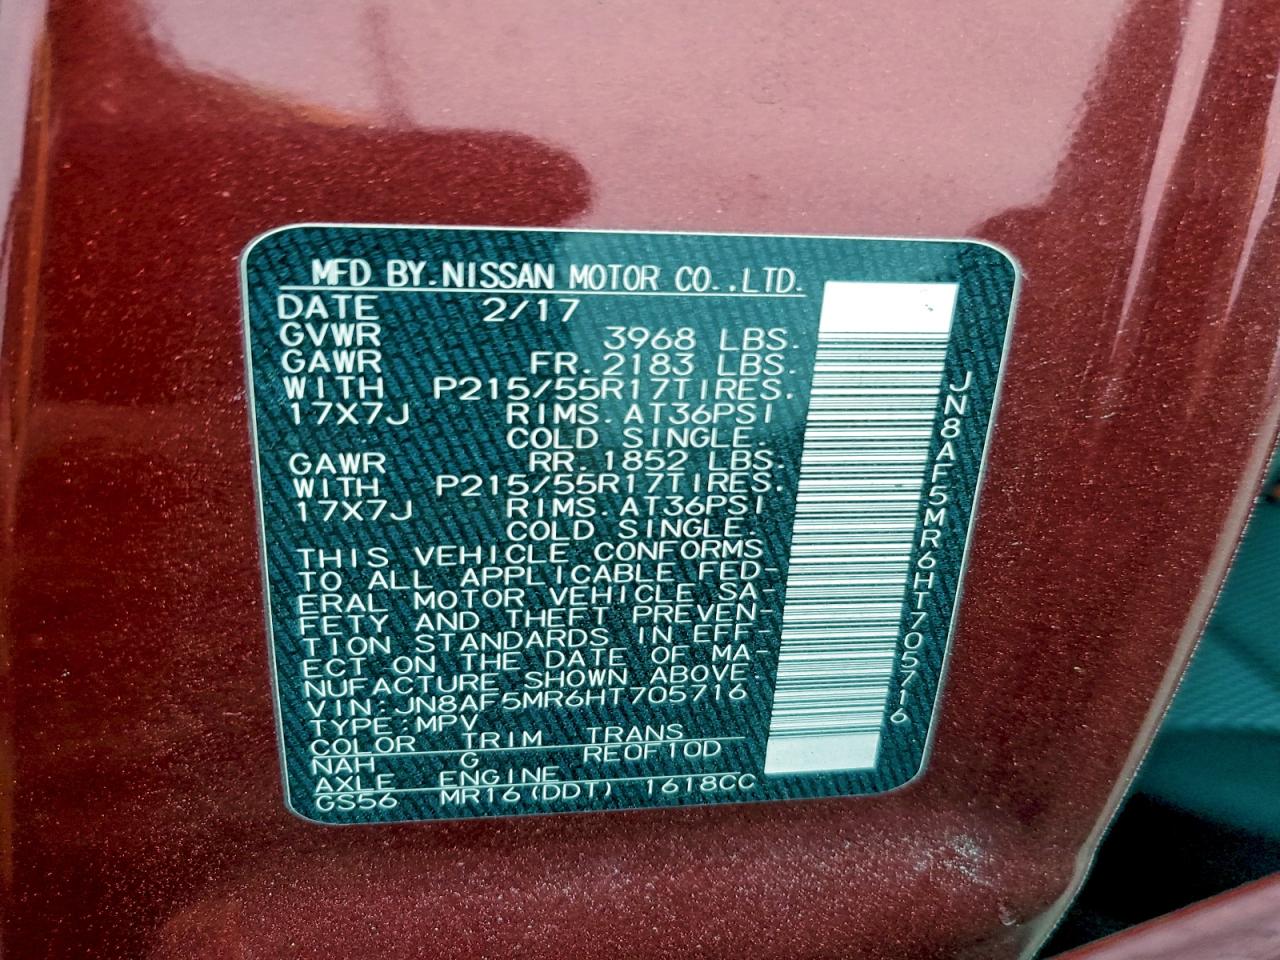 MFD BY.NISSAN MOTOR CO.,LTD.
DATE 2/17
GVWR 3968 LBS.
GAWR FR. 2183 LBS.
WITH P215/55R17TIRES.
17X7J RIMS. AT36PSI
COLD SINGLE.
GAWR RR. 1852 LBS.
WITH P215/55R17TIRES.
17X7J RIMS. AT36PSI
COLD SINGLE.
THIS VEHICLE CONFORMS
TO ALL APPLICABLE FED-
ERAL MOTOR VEHICLE SA-
FETY AND THEFT PREVEN-
TION STANDARDS IN EFF-
ECT ON THE DATE OF MA-
NUFACTURE SHOWN ABOVE.
VIN:JN8AF5MR6HT705716
TYPE:MPV
COLOR TRIM TRANS
NAH G RE0F10D
AXLE ENGINE
GS56 MR16(DDT) 1618CC
JN8AF5MR6HT705716